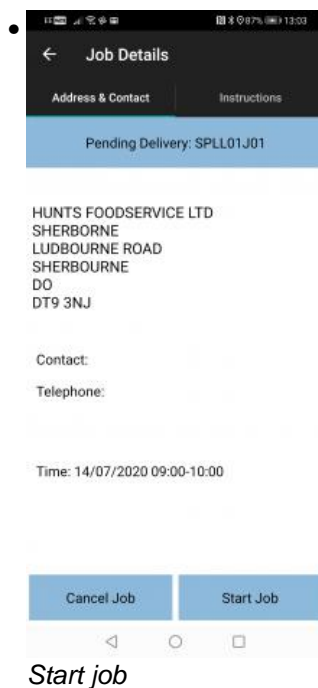 87% 13:03
Job Details
Address & Contact Instructions
Pending Delivery: SPLL01J01
HUNTS FOODSERVICE LTD
SHERBORNE
LUDBOURNE ROAD
SHERBOURNE
DO
DT9 3NJ
Contact:
Telephone:
Time: 14/07/2020 09:00-10:00
Cancel Job Start Job
Start job